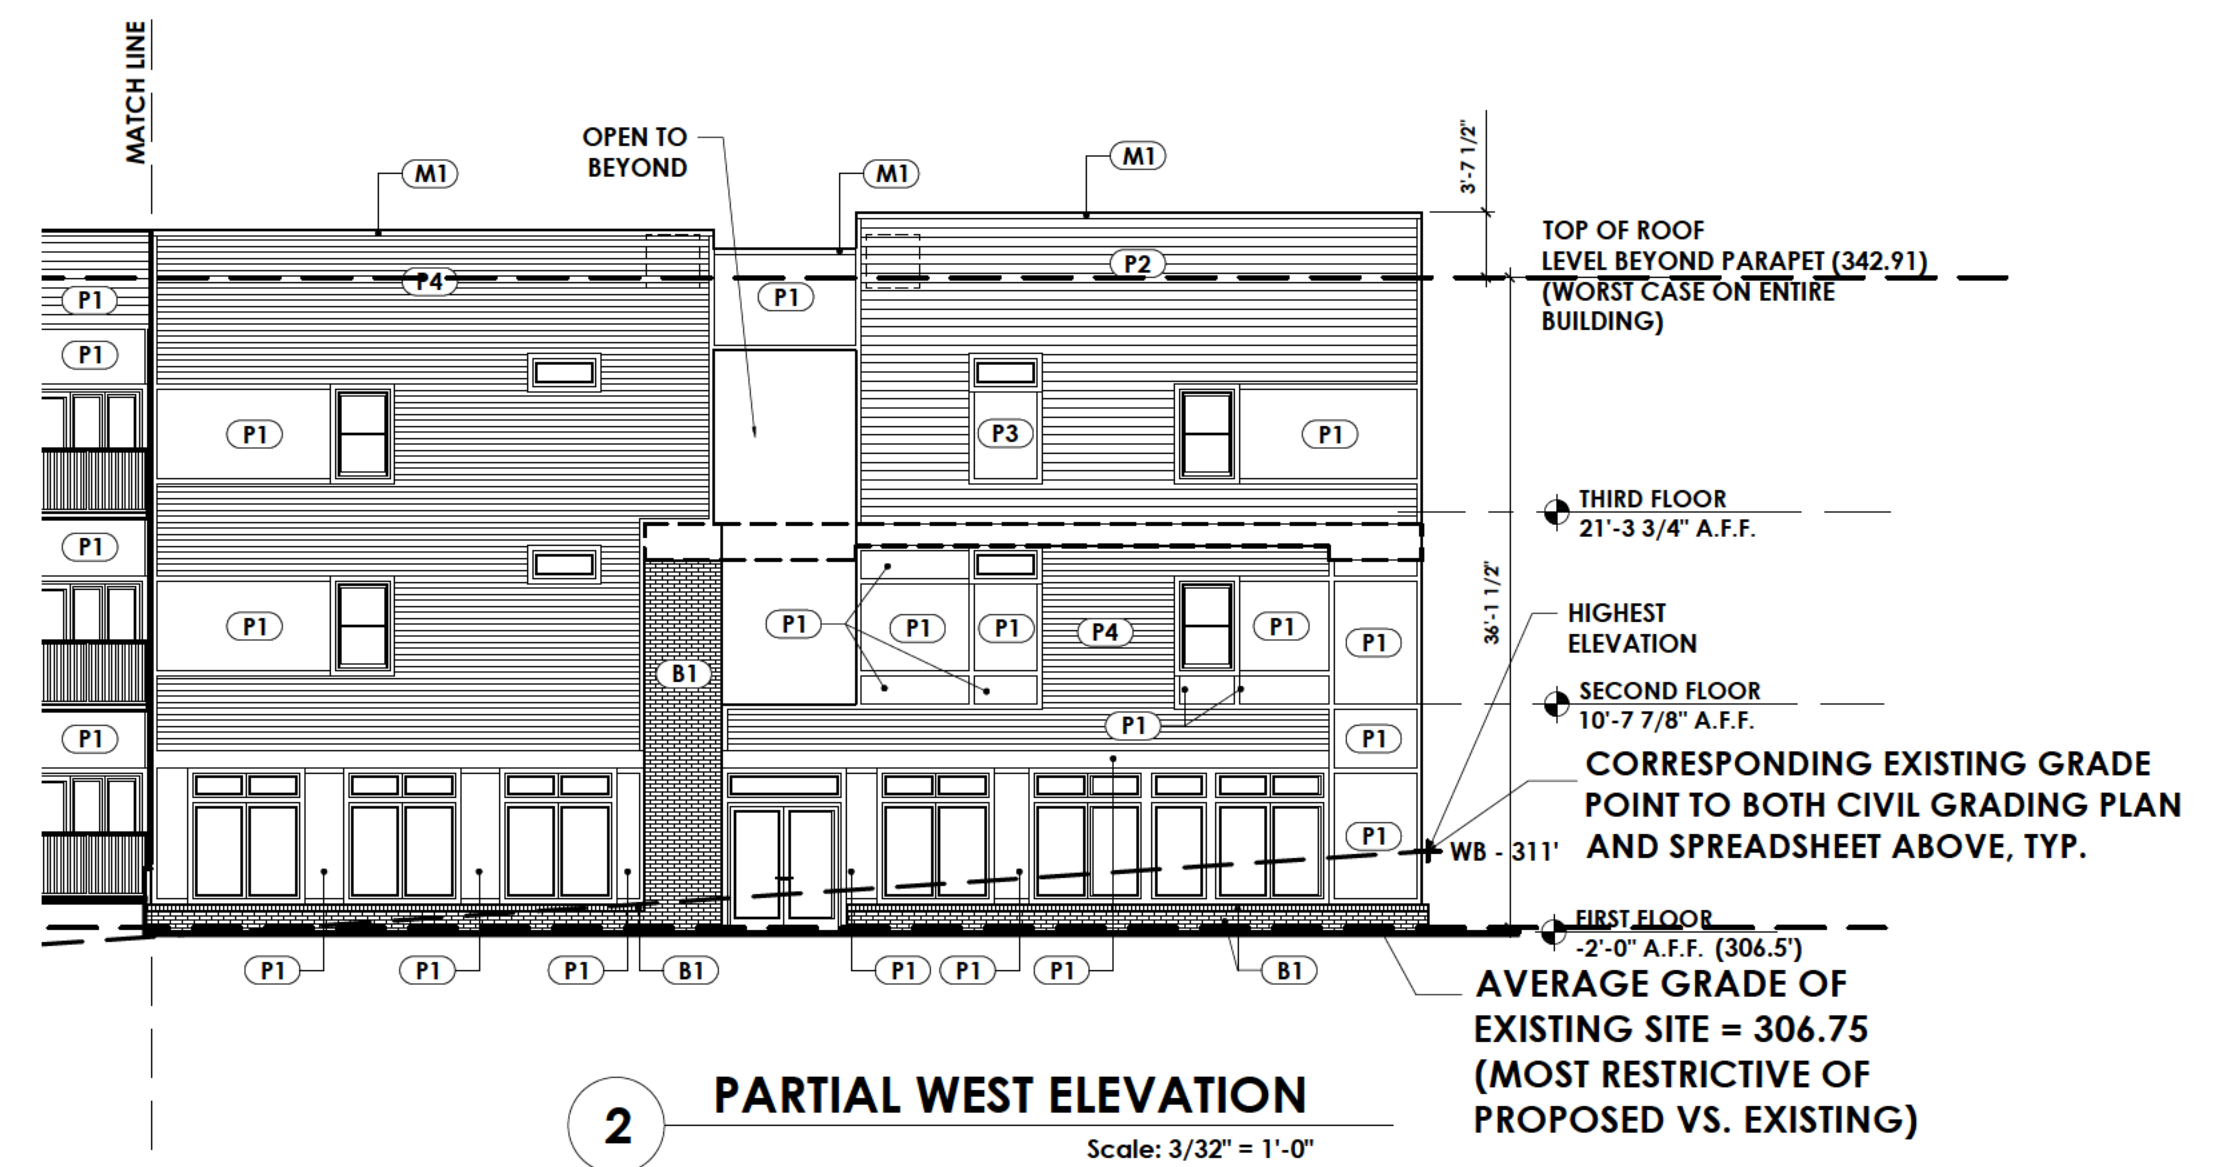 MATCH LINE
OPEN TO
BEYOND
M1
M1
M1
3'-7 1/2"
TOP OF ROOF
LEVEL BEYOND PARAPET (342.91)
(WORST CASE ON ENTIRE
BUILDING)
P4
P2
P1
P1
P1
P1
P3
P1
THIRD FLOOR
21'-3 3/4" A.F.F.
36'-1 1/2"
P1
P1
P1
P1
P1
P4
P1
P1
B1
HIGHEST
ELEVATION
SECOND FLOOR
10'-7 7/8" A.F.F.
P1
P1
P1
CORRESPONDING EXISTING GRADE
POINT TO BOTH CIVIL GRADING PLAN
AND SPREADSHEET ABOVE, TYP.
P1
WB - 311'
FIRST FLOOR
-2'-0" A.F.F. (306.5')
P1
P1
P1
B1
P1
P1
P1
B1
AVERAGE GRADE OF
EXISTING SITE = 306.75
(MOST RESTRICTIVE OF
PROPOSED VS. EXISTING)
2
PARTIAL WEST ELEVATION
Scale: 3/32" = 1'-0"